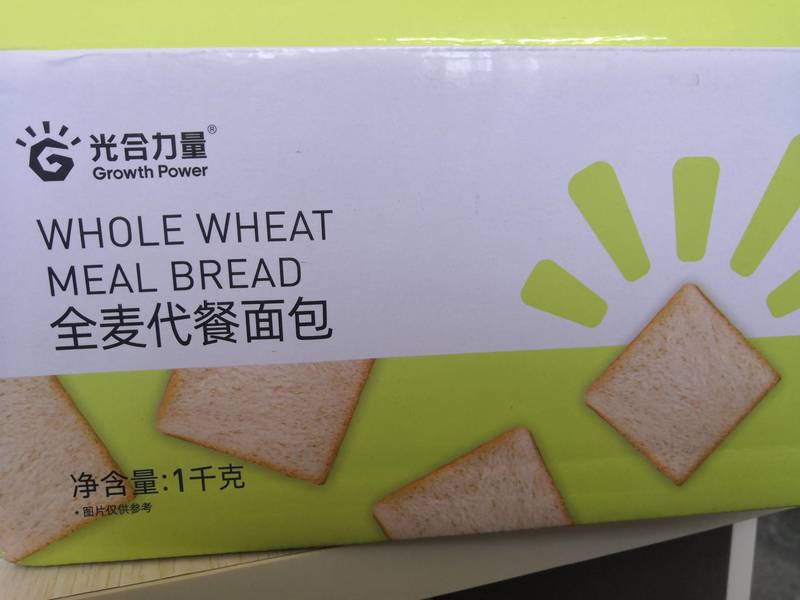 光合力量®
Growth Power
WHOLE WHEAT
MEAL BREAD
全麦代餐面包
净含量:1千克
•图片仅供参考